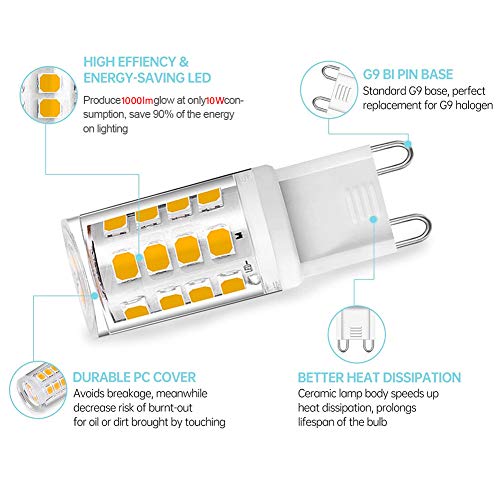 HIGH EFFIENCY &
ENERGY-SAVING LED
Produce1000lmglow at only10Wcon-
sumption, save 90% of the energy
on lighting
G9 BI PIN BASE
Standard G9 base, perfect
replacement for G9 halogen
DURABLE PC COVER
Avoids breakage, meanwhile
decrease risk of burnt-out
for oil or dirt brought by touching
BETTER HEAT DISSIPATION
Ceramic lamp body speeds up
heat dissipation, prolongs
lifespan of the bulb